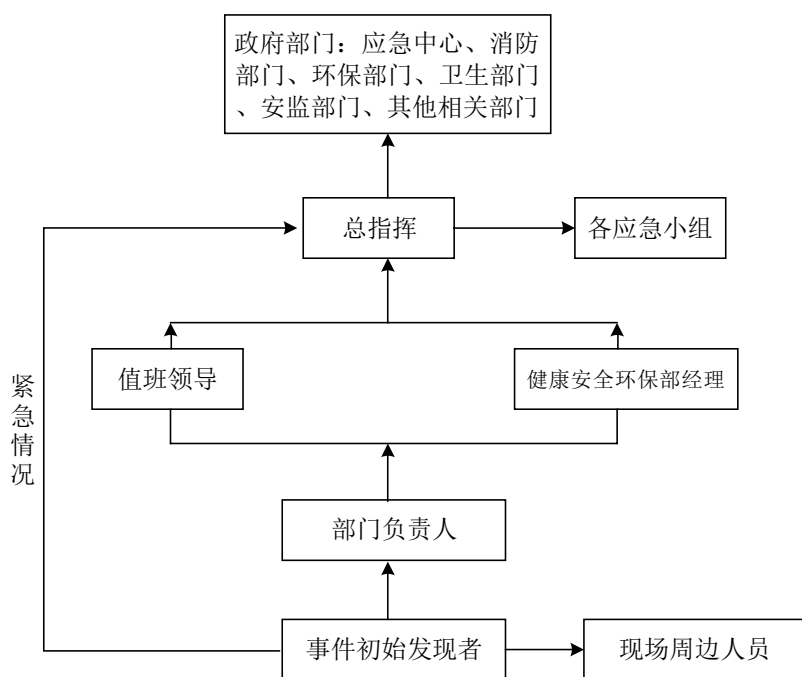 政府部门：应急中心、消防
部门、环保部门、卫生部门
、安监部门、其他相关部门
总指挥
各应急小组
值班领导
健康安全环保部经理
紧急情况
部门负责人
事件初始发现者
现场周边人员